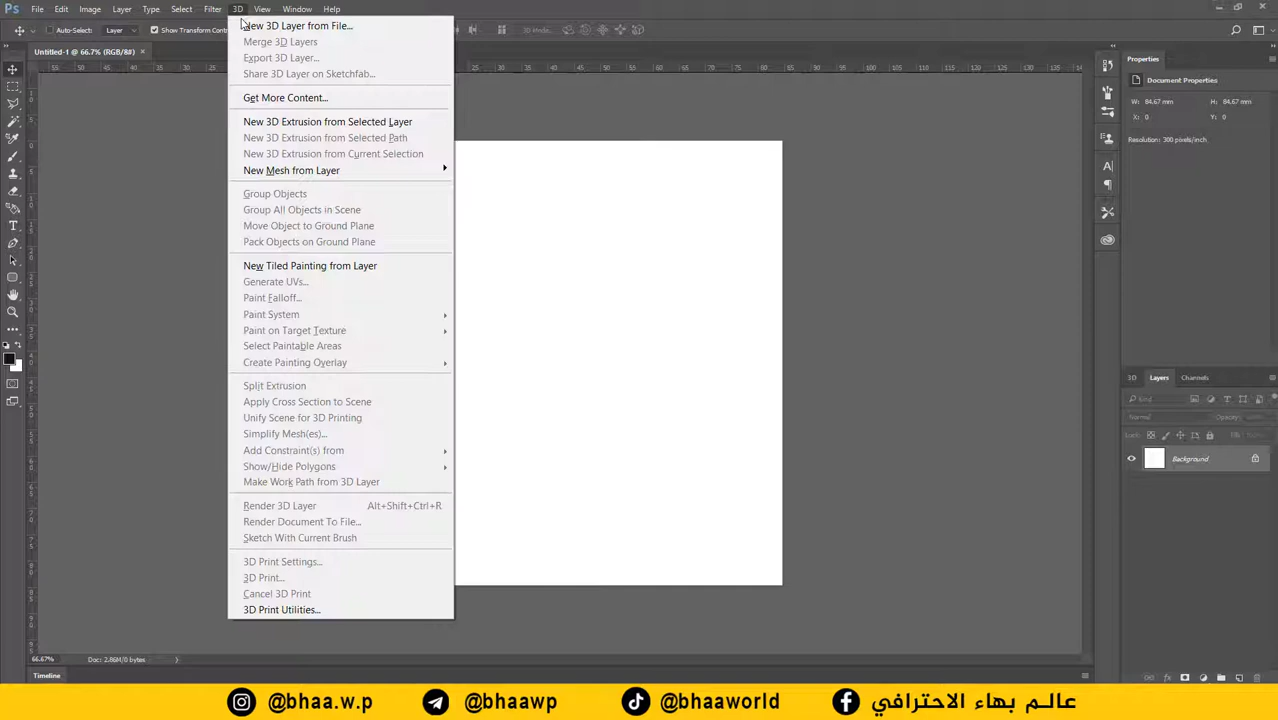 Ps File Edit Image Layer Type Select Filter 3D View Window Help
Auto-Select: Layer Show Transform Contr 3D Mode:
Untitled-1 @ 66.7% (RGB/8#) ×
New 3D Layer from File...
Merge 3D Layers
Export 3D Layer...
Share 3D Layer on Sketchfab...
Get More Content...
New 3D Extrusion from Selected Layer
New 3D Extrusion from Selected Path
New 3D Extrusion from Current Selection
New Mesh from Layer
Group Objects
Group All Objects in Scene
Move Object to Ground Plane
Pack Objects on Ground Plane
New Tiled Painting from Layer
Generate UVs...
Paint Falloff...
Paint System
Paint on Target Texture
Select Paintable Areas
Create Painting Overlay
Split Extrusion
Apply Cross Section to Scene
Unify Scene for 3D Printing
Simplify Mesh(es)...
Add Constraint(s) from
Show/Hide Polygons
Make Work Path from 3D Layer
Render 3D Layer Alt+Shift+Ctrl+R
Render Document To File...
Sketch With Current Brush
3D Print Settings...
3D Print...
Cancel 3D Print
3D Print Utilities...
Properties
Document Properties
W: 84.67 mm H: 84.67 mm
X: 0 Y: 0
Resolution: 300 pixels/inch
3D Layers Channels
Kind
Normal Opacity:
Lock: Fill:
Background
66.67% Doc: 2.86M/0 bytes
Timeline
@bhaa.w.p @bhaawp @bhaaworld عالم بهاء الاحترافي